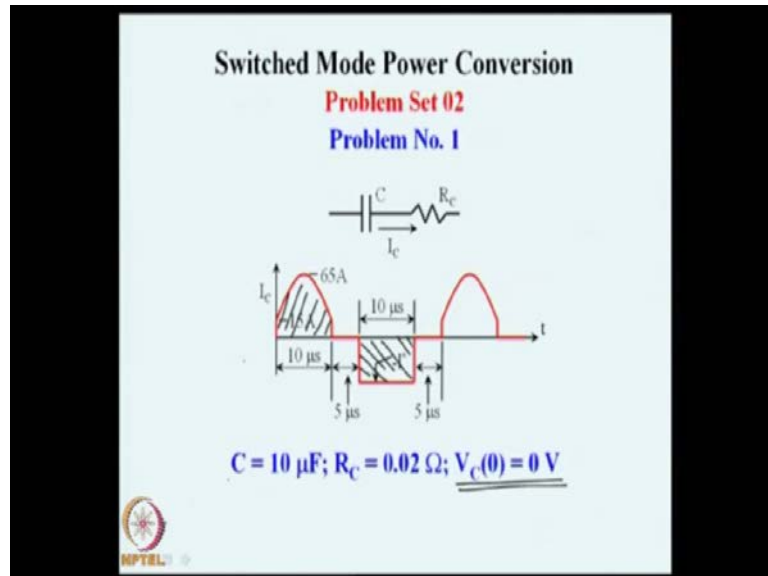 Switched Mode Power Conversion
Problem Set 02
Problem No. 1
C R_C
I_c
I_c 65A
10 μs
t
10 μs
5 μs 5 μs
C = 10 μF; R_C = 0.02 Ω; V_C(0) = 0 V
NPTEL